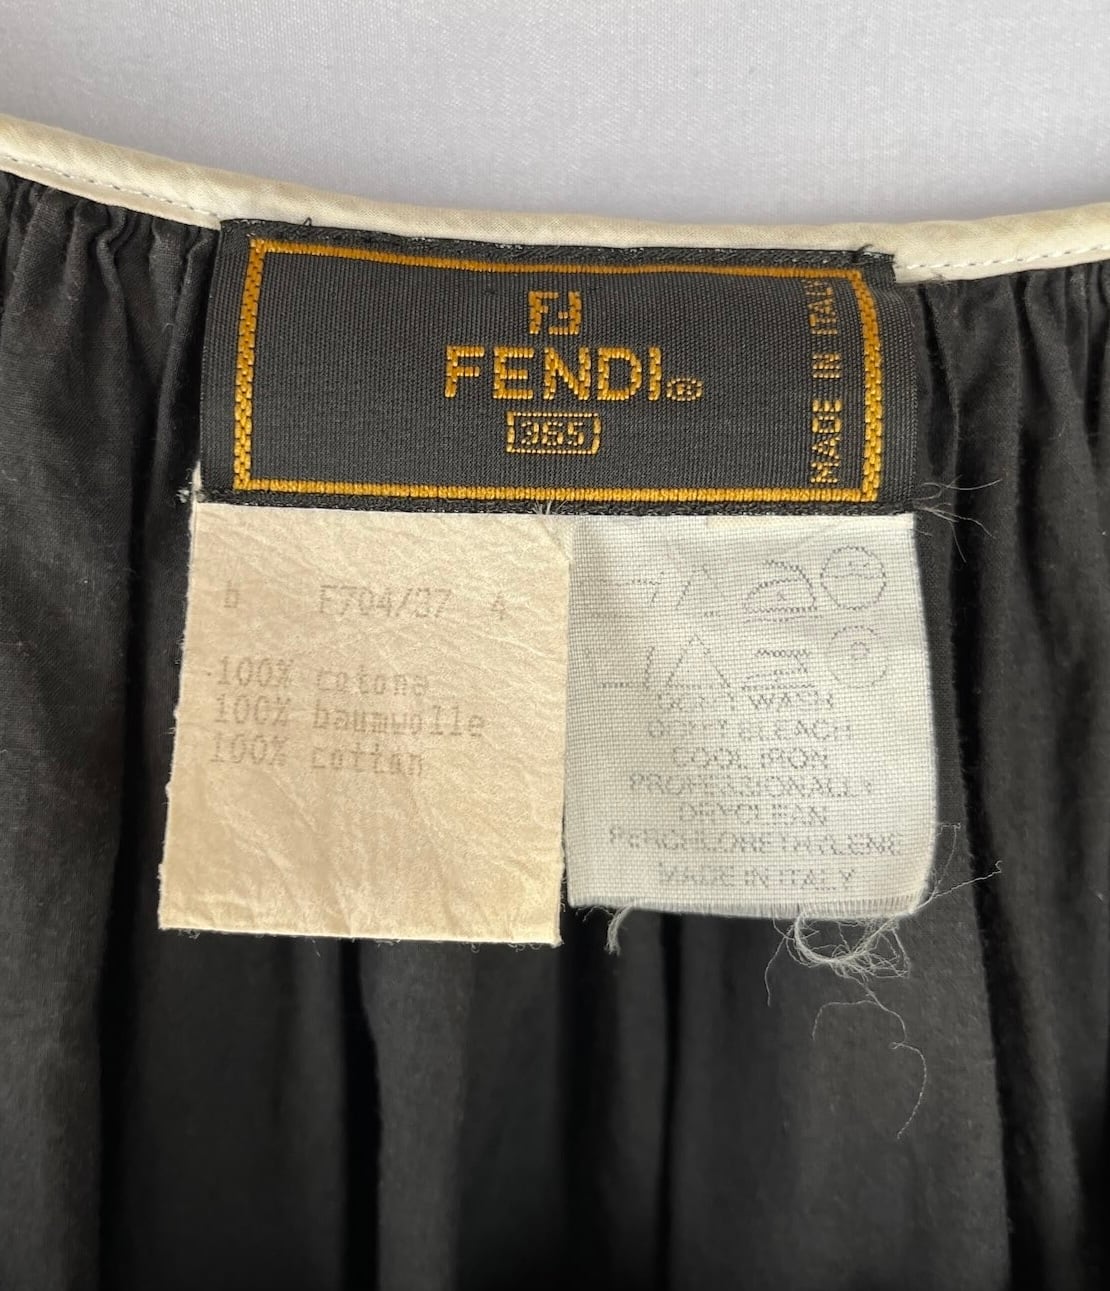 FF
FENDI®
365
MADE IN ITALY
b F704/37 4
100% cotone
100% baumwolle
100% cotton
DON'T WASH
DON'T BLEACH
COOL IRON
PROFESSIONALLY
DRYCLEAN
PERCHLORETHYLENE
MADE IN ITALY